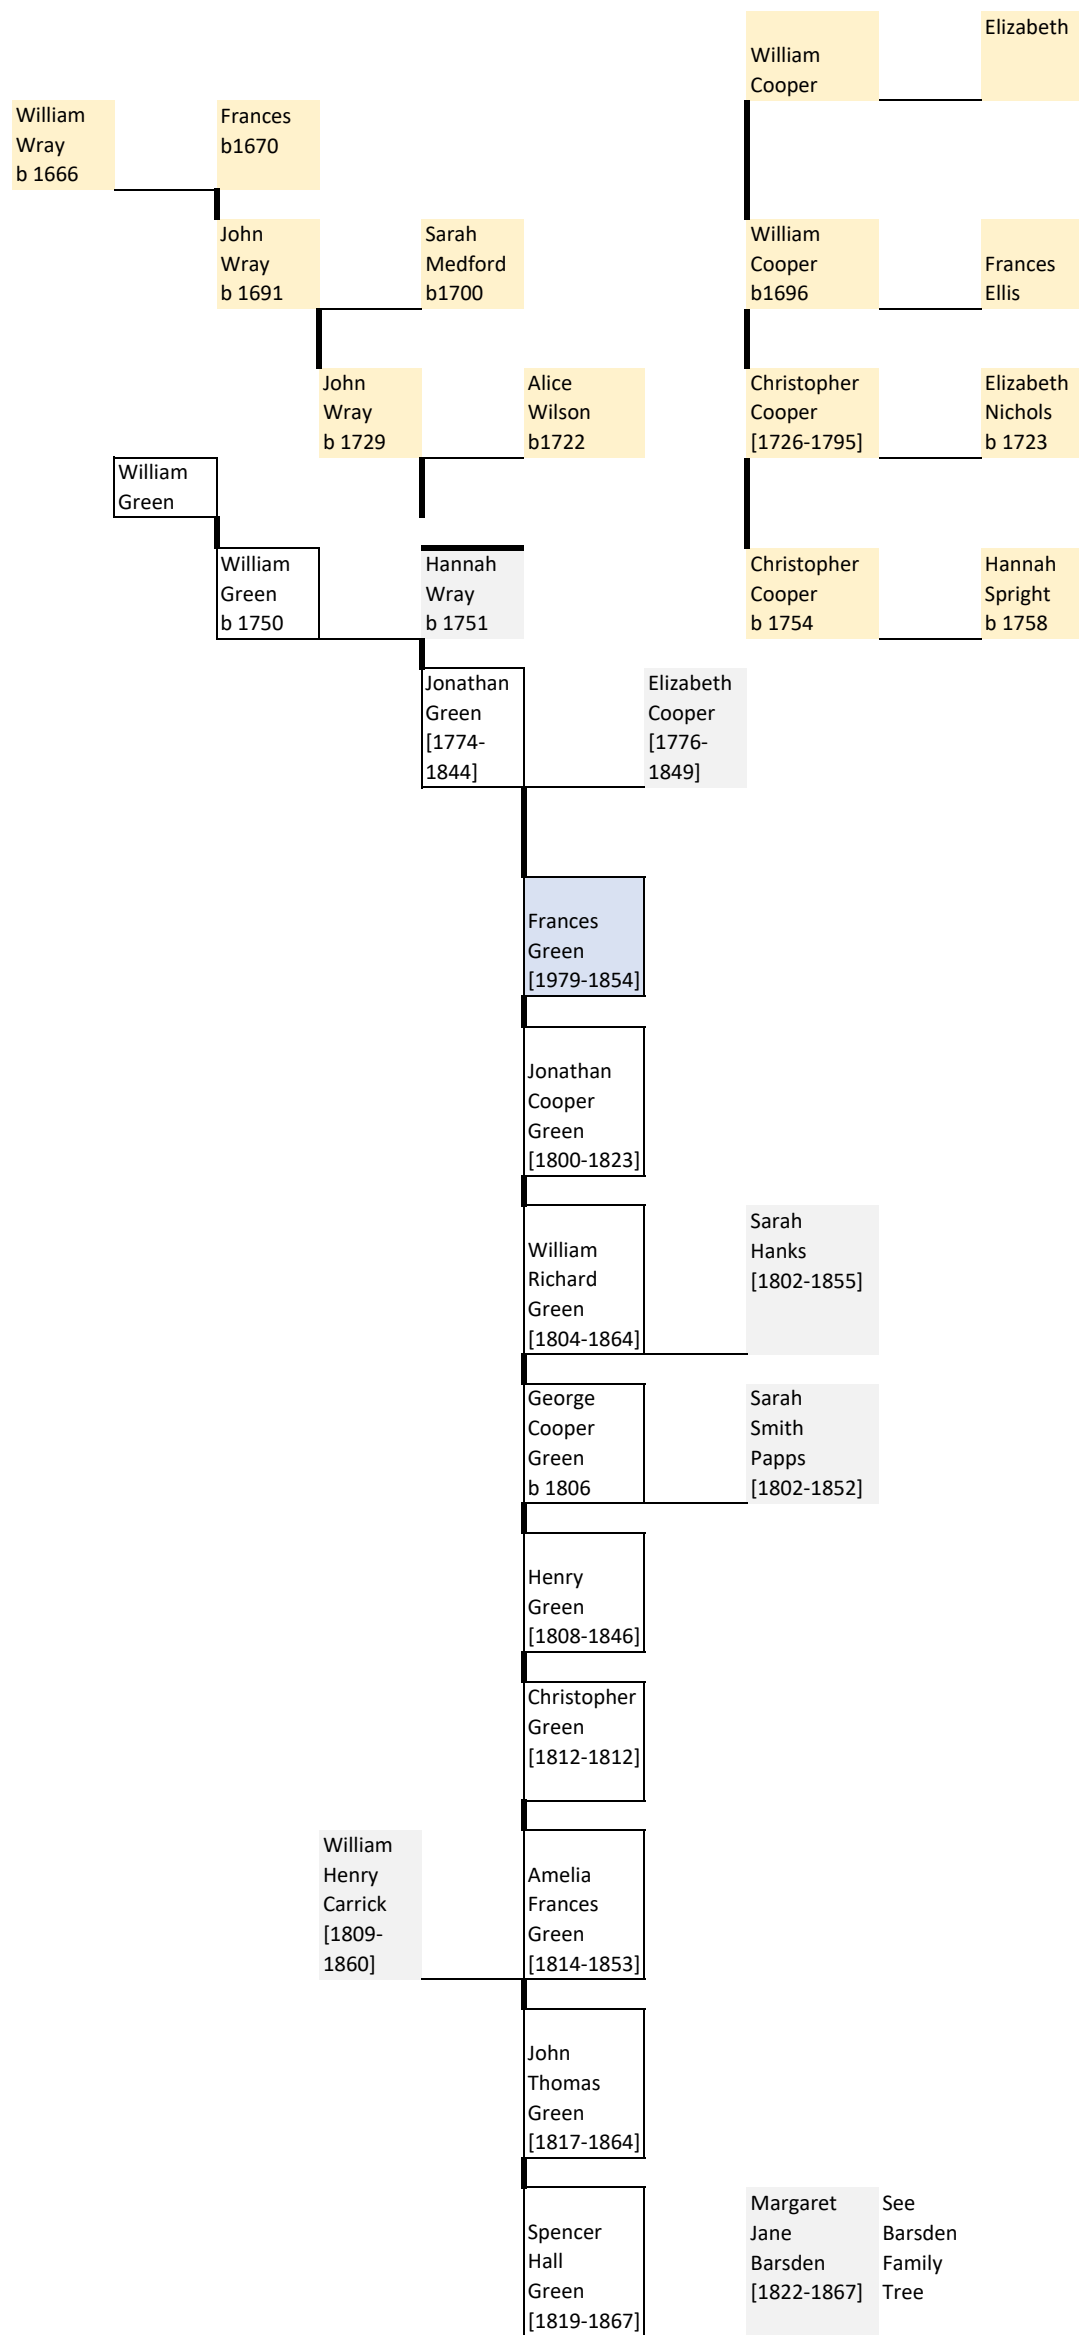 Elizabeth
William
Cooper
William
Wray
b 1666
Frances
b1670
John
Wray
b 1691
Sarah
Medford
b1700
William
Cooper
b1696
Frances
Ellis
John
Wray
b 1729
Alice
Wilson
b1722
Christopher
Cooper
[1726-1795]
Elizabeth
Nichols
b 1723
William
Green
William
Green
b 1750
Hannah
Wray
b 1751
Christopher
Cooper
b 1754
Hannah
Spright
b 1758
Jonathan
Green
[1774-
1844]
Elizabeth
Cooper
[1776-
1849]
Frances
Green
[1979-1854]
Jonathan
Cooper
Green
[1800-1823]
William
Richard
Green
[1804-1864]
Sarah
Hanks
[1802-1855]
George
Cooper
Green
b 1806
Sarah
Smith
Papps
[1802-1852]
Henry
Green
[1808-1846]
Christopher
Green
[1812-1812]
William
Henry
Carrick
[1809-
1860]
Amelia
Frances
Green
[1814-1853]
John
Thomas
Green
[1817-1864]
Spencer
Hall
Green
[1819-1867]
Margaret
Jane
Barsden
[1822-1867]
See
Barsden
Family
Tree